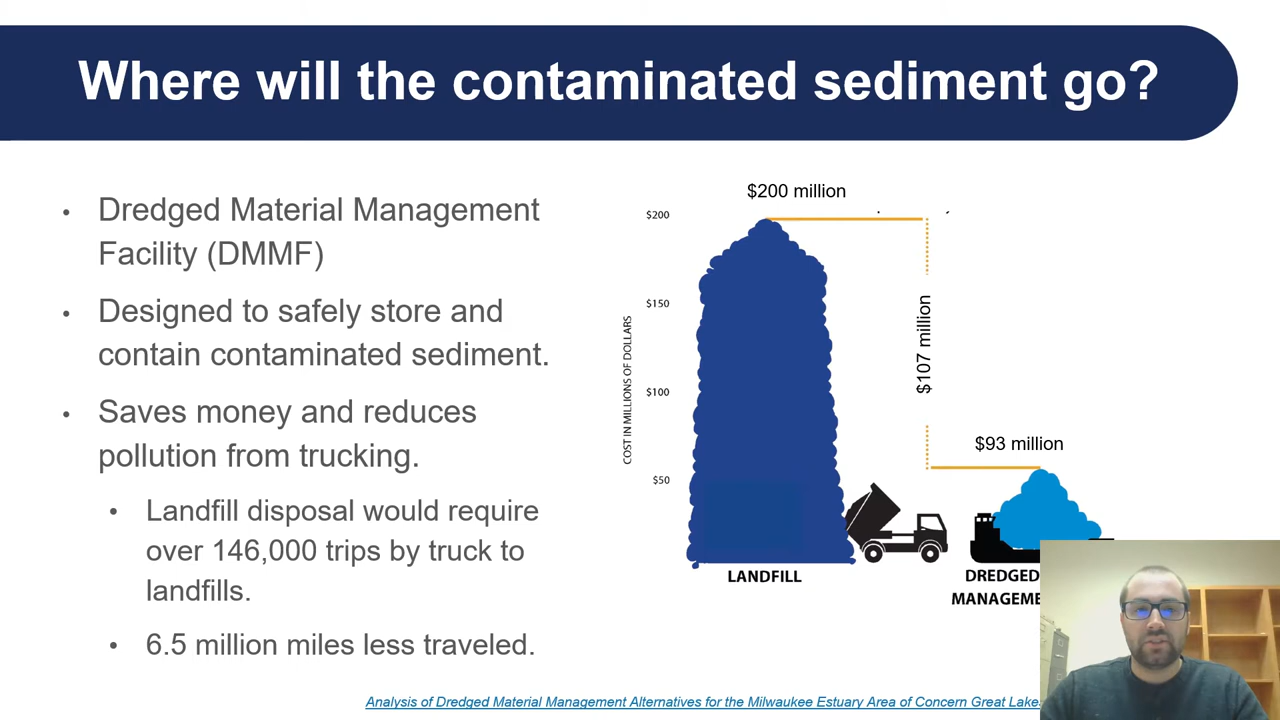 Where will the contaminated sediment go?
• Dredged Material Management
Facility (DMMF)
• Designed to safely store and
contain contaminated sediment.
• Saves money and reduces
pollution from trucking.
• Landfill disposal would require
over 146,000 trips by truck to
landfills.
• 6.5 million miles less traveled.
$200 million
$200
$150
$100
$50
COST IN MILLIONS OF DOLLARS
$107 million
$93 million
LANDFILL
DREDGED
Analysis of Dredged Material Management Alternatives for the Milwaukee Estuary Area of Concern Great